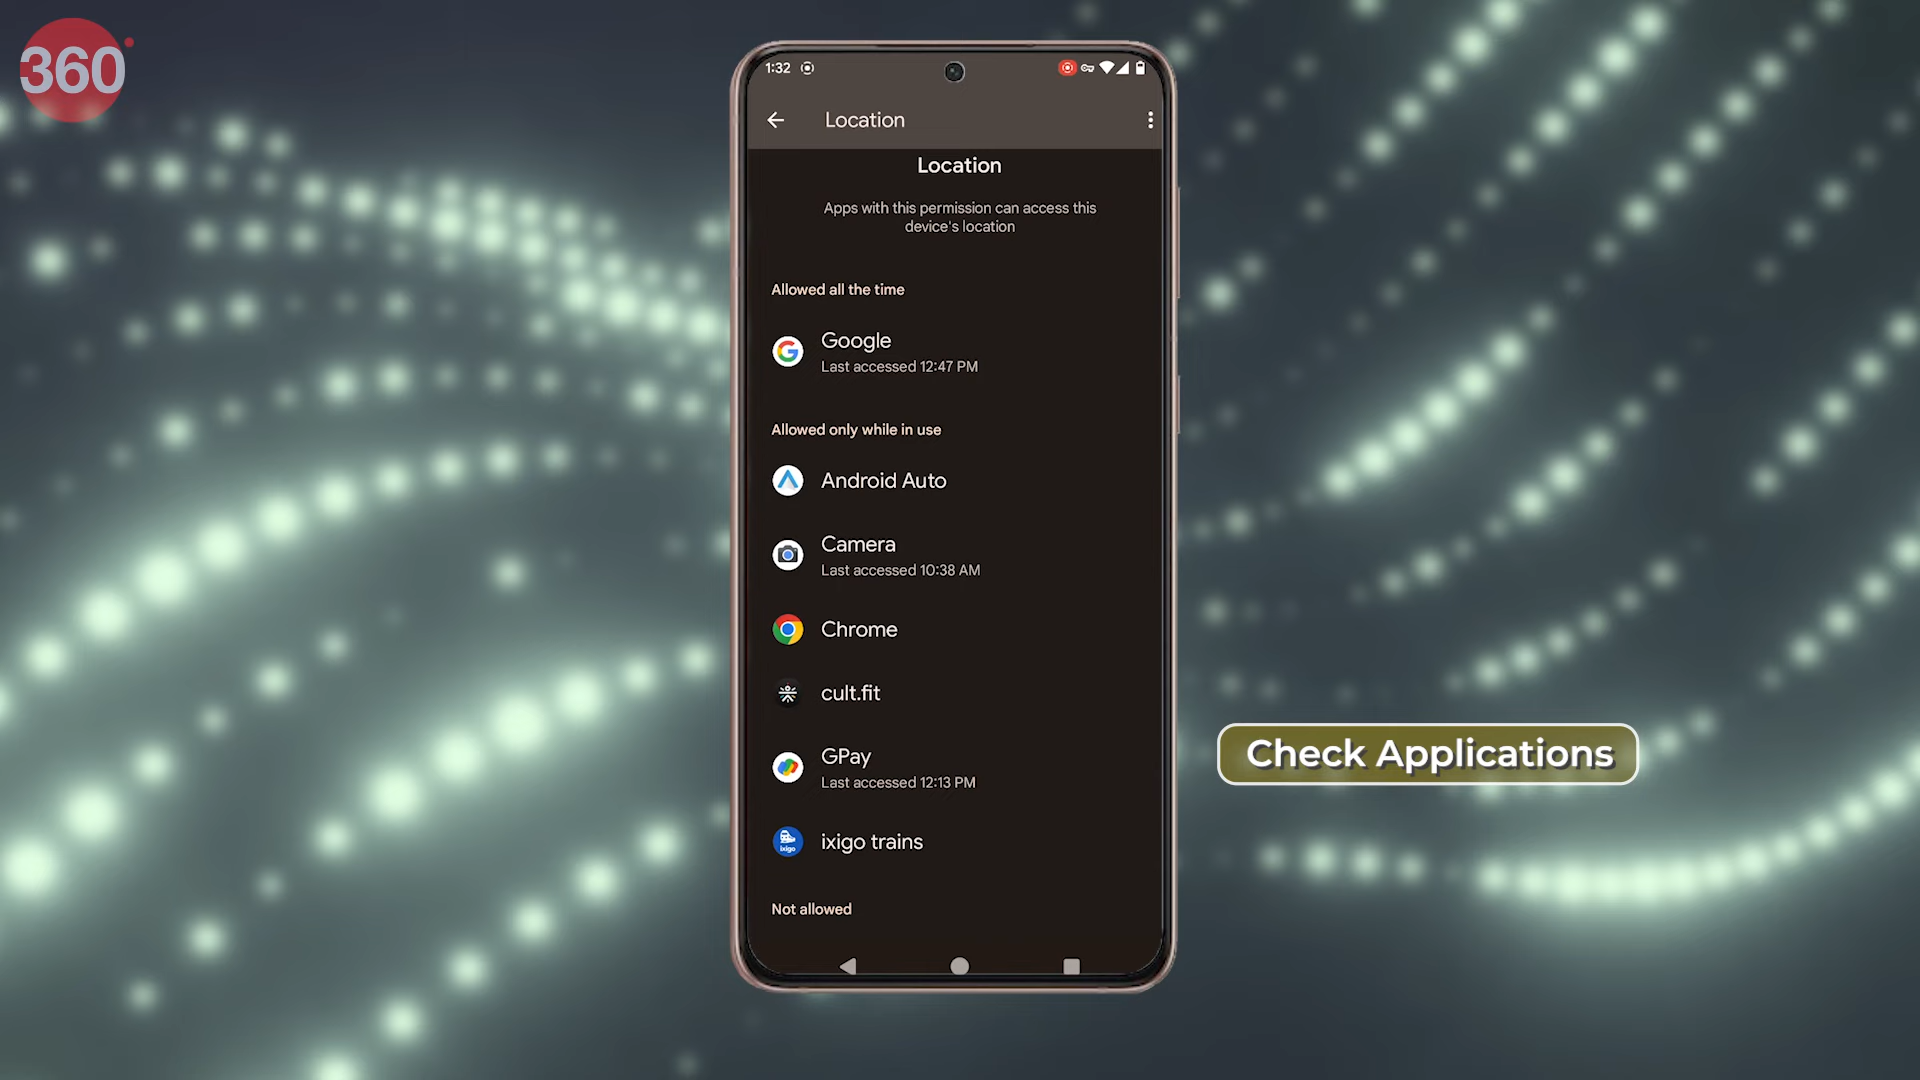 360
1:32
Location
Location
Apps with this permission can access this
device's location
Allowed all the time
Google
Last accessed 12:47 PM
Allowed only while in use
Android Auto
Camera
Last accessed 10:38 AM
Chrome
cult.fit
GPay
Last accessed 12:13 PM
ixigo
ixigo trains
Not allowed
Check Applications